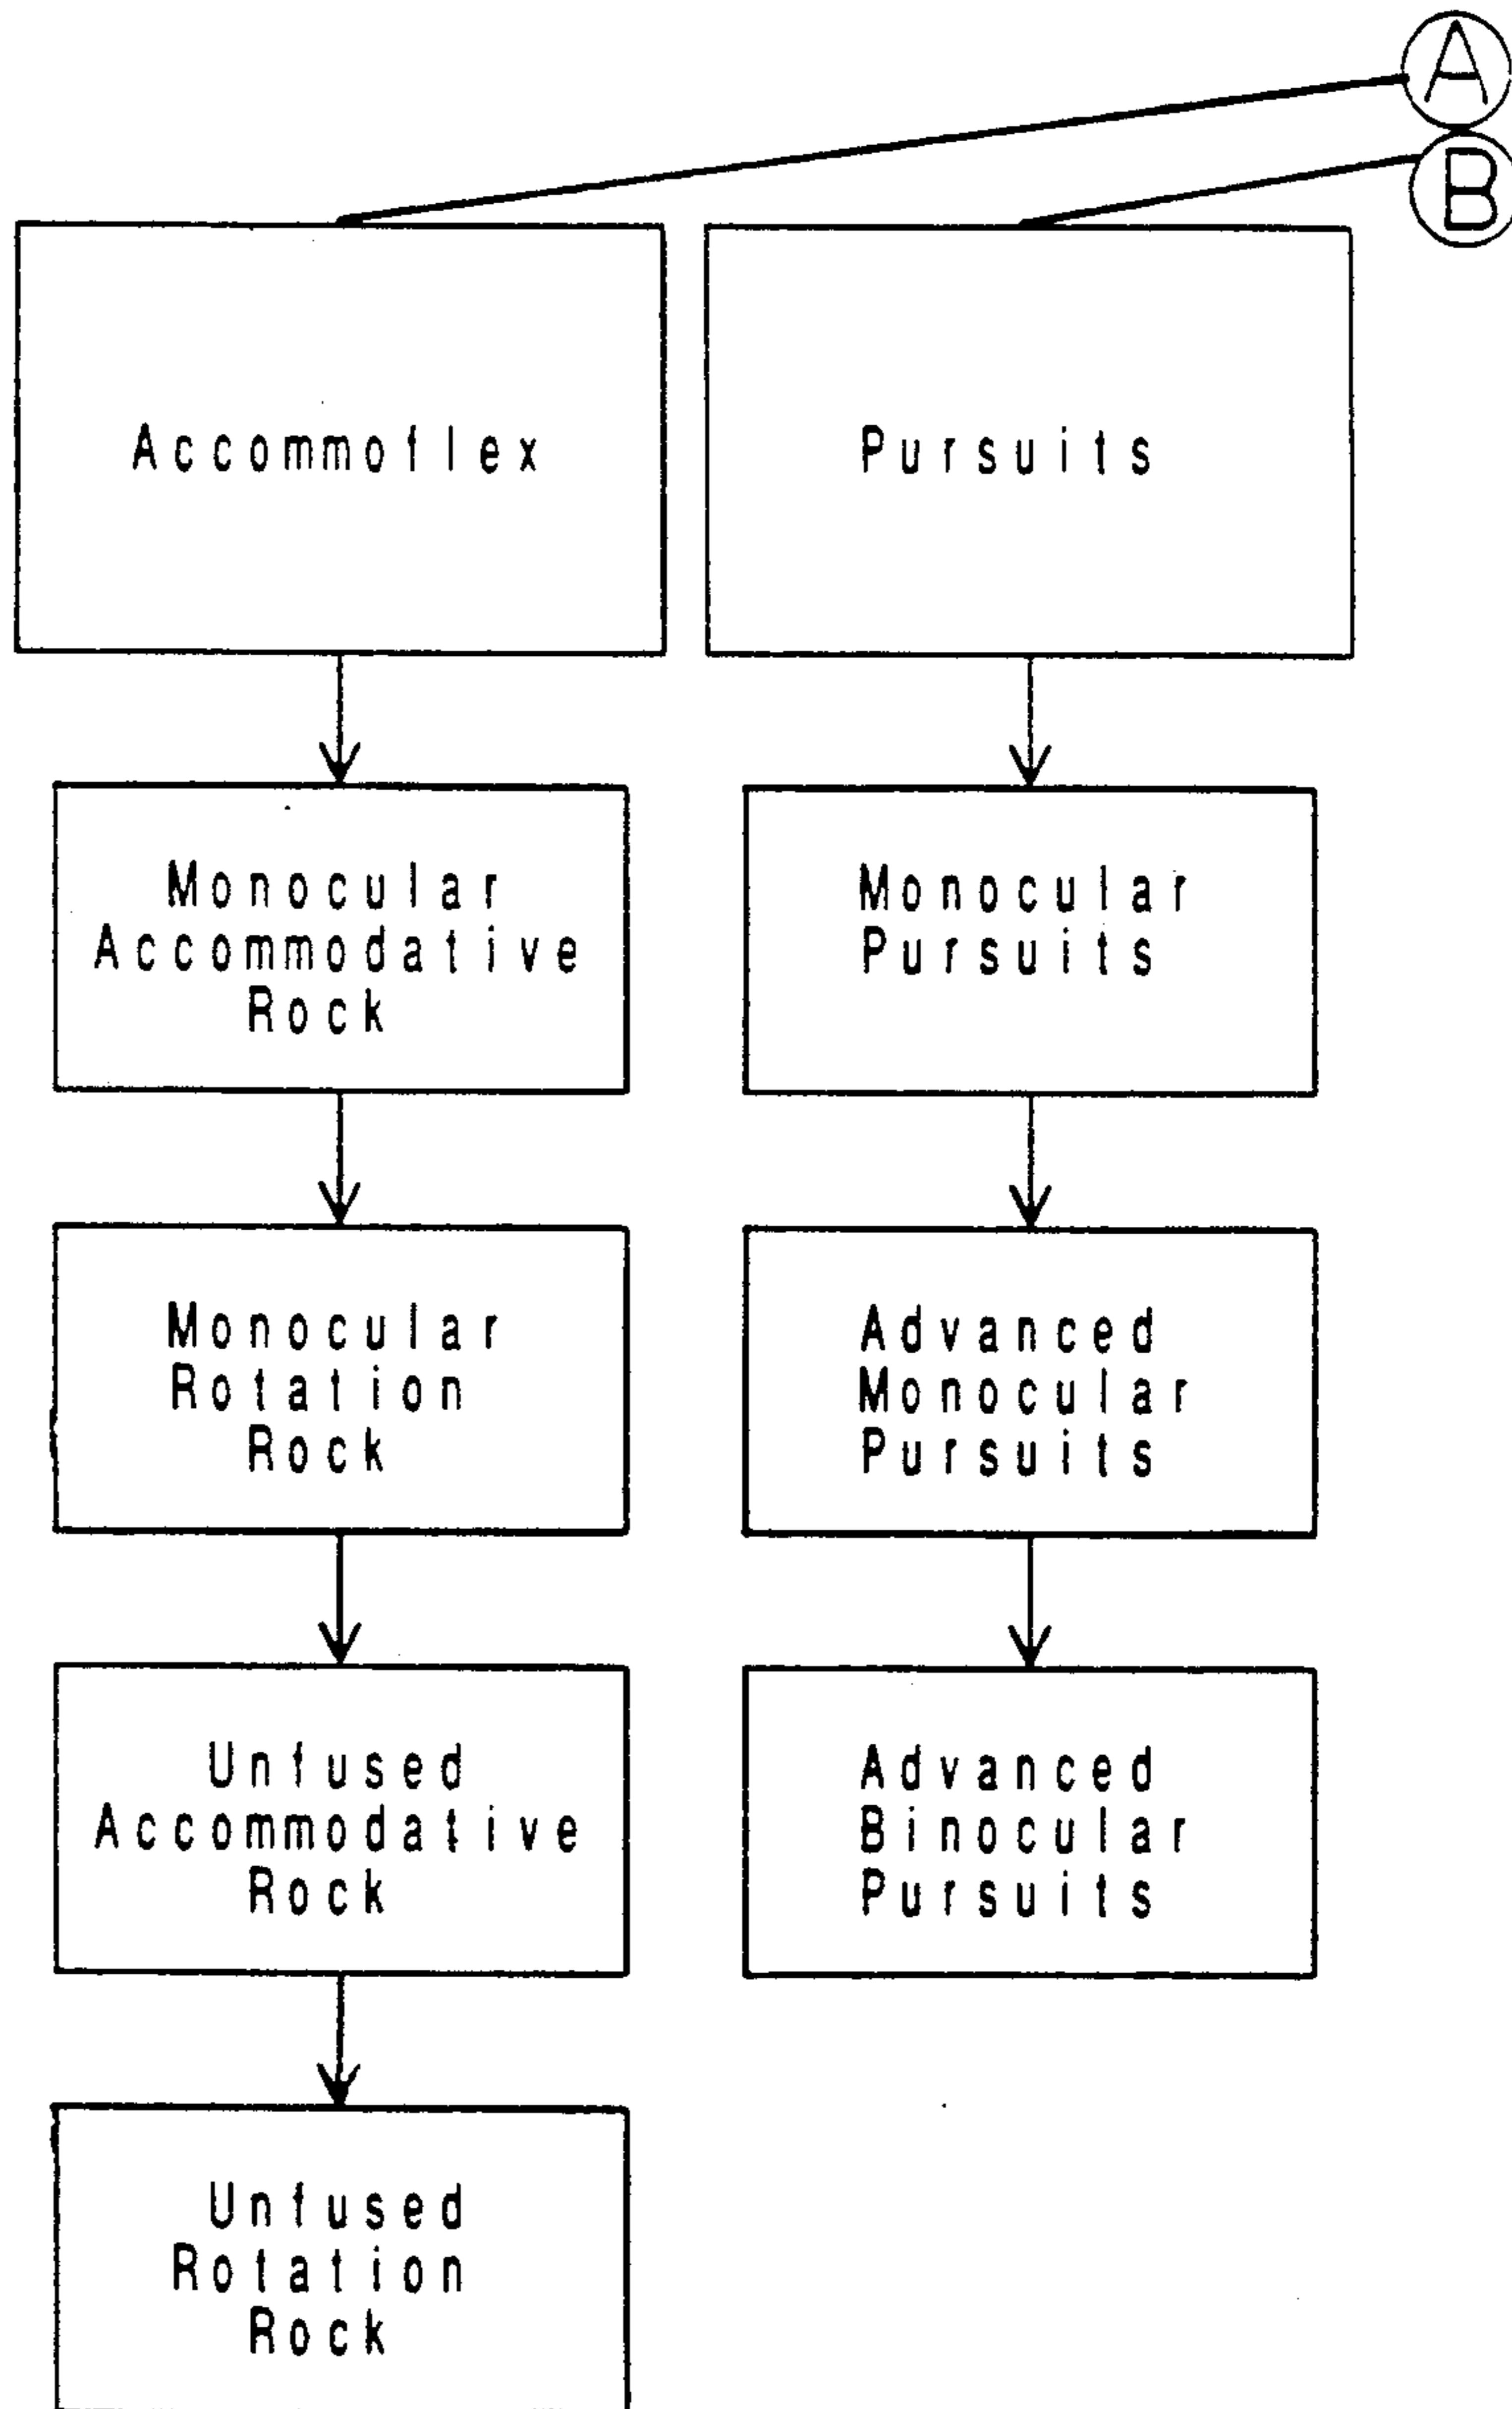 A
B
Accommoflex
Monocular
Accommodative
Rock
Monocular
Rotation
Rock
Unfused
Accommodative
Rock
Unfused
Rotation
Rock
Pursuits
Monocular
Pursuits
Advanced
Monocular
Pursuits
Advanced
Binocular
Pursuits